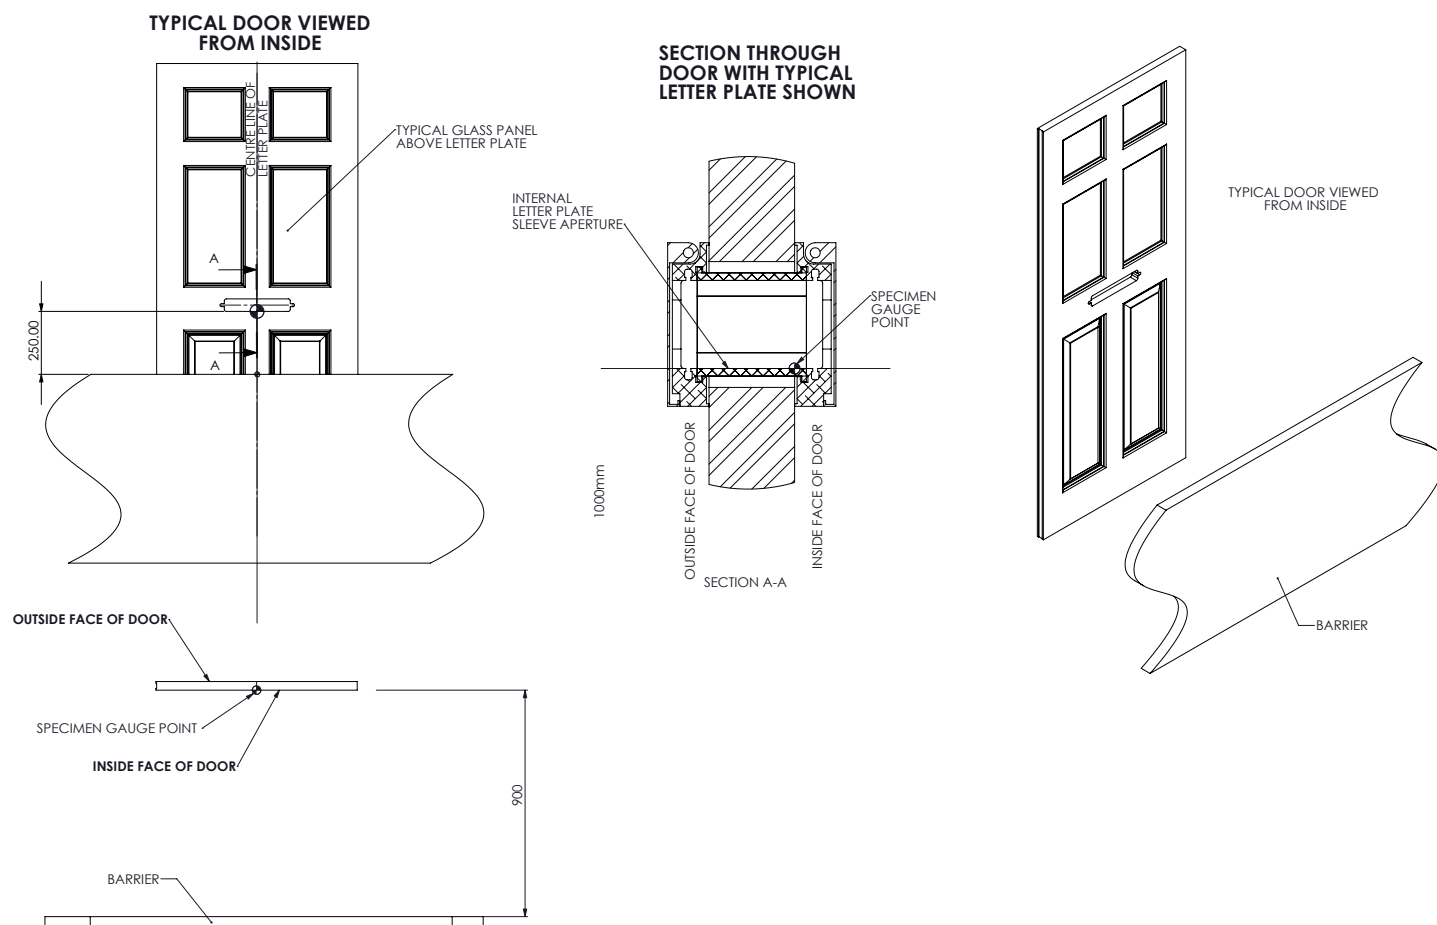 TYPICAL DOOR VIEWED
FROM INSIDE
CENTRE LINE OF
LETTER PLATE
TYPICAL GLASS PANEL
ABOVE LETTER PLATE
A
A
250.00
SECTION THROUGH
DOOR WITH TYPICAL
LETTER PLATE SHOWN
INTERNAL
LETTER PLATE
SLEEVE APERTURE
SPECIMEN
GAUGE
POINT
1000mm
OUTSIDE FACE OF DOOR
INSIDE FACE OF DOOR
SECTION A-A
TYPICAL DOOR VIEWED
FROM INSIDE
BARRIER
OUTSIDE FACE OF DOOR
SPECIMEN GAUGE POINT
INSIDE FACE OF DOOR
900
BARRIER